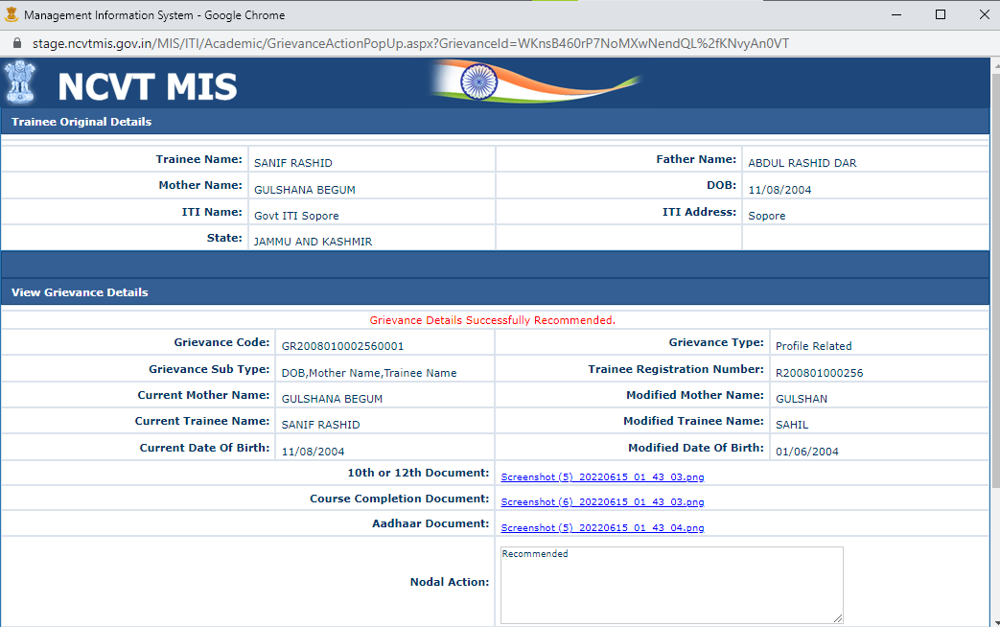 Management Information System - Google Chrome
stage.ncvtmis.gov.in/MIS/ITI/Academic/GrievanceActionPopUp.aspx?GrievanceId=WKnsB460rP7NoMXwNendQL%2fKNvyAn0VT
NCVT MIS
Trainee Original Details
Trainee Name: SANIF RASHID Father Name: ABDUL RASHID DAR
Mother Name: GULSHANA BEGUM DOB: 11/08/2004
ITI Name: Govt ITI Sopore ITI Address: Sopore
State: JAMMU AND KASHMIR
View Grievance Details
Grievance Details Successfully Recommended.
Grievance Code: GR2008010002560001 Grievance Type: Profile Related
Grievance Sub Type: DOB,Mother Name,Trainee Name Trainee Registration Number: R200801000256
Current Mother Name: GULSHANA BEGUM Modified Mother Name: GULSHAN
Current Trainee Name: SANIF RASHID Modified Trainee Name: SAHIL
Current Date Of Birth: 11/08/2004 Modified Date Of Birth: 01/06/2004
10th or 12th Document: Screenshot (5)_20220615_01_43_03.png
Course Completion Document: Screenshot (6)_20220615_01_43_03.png
Aadhaar Document: Screenshot (5)_20220615_01_43_04.png
Nodal Action: Recommended